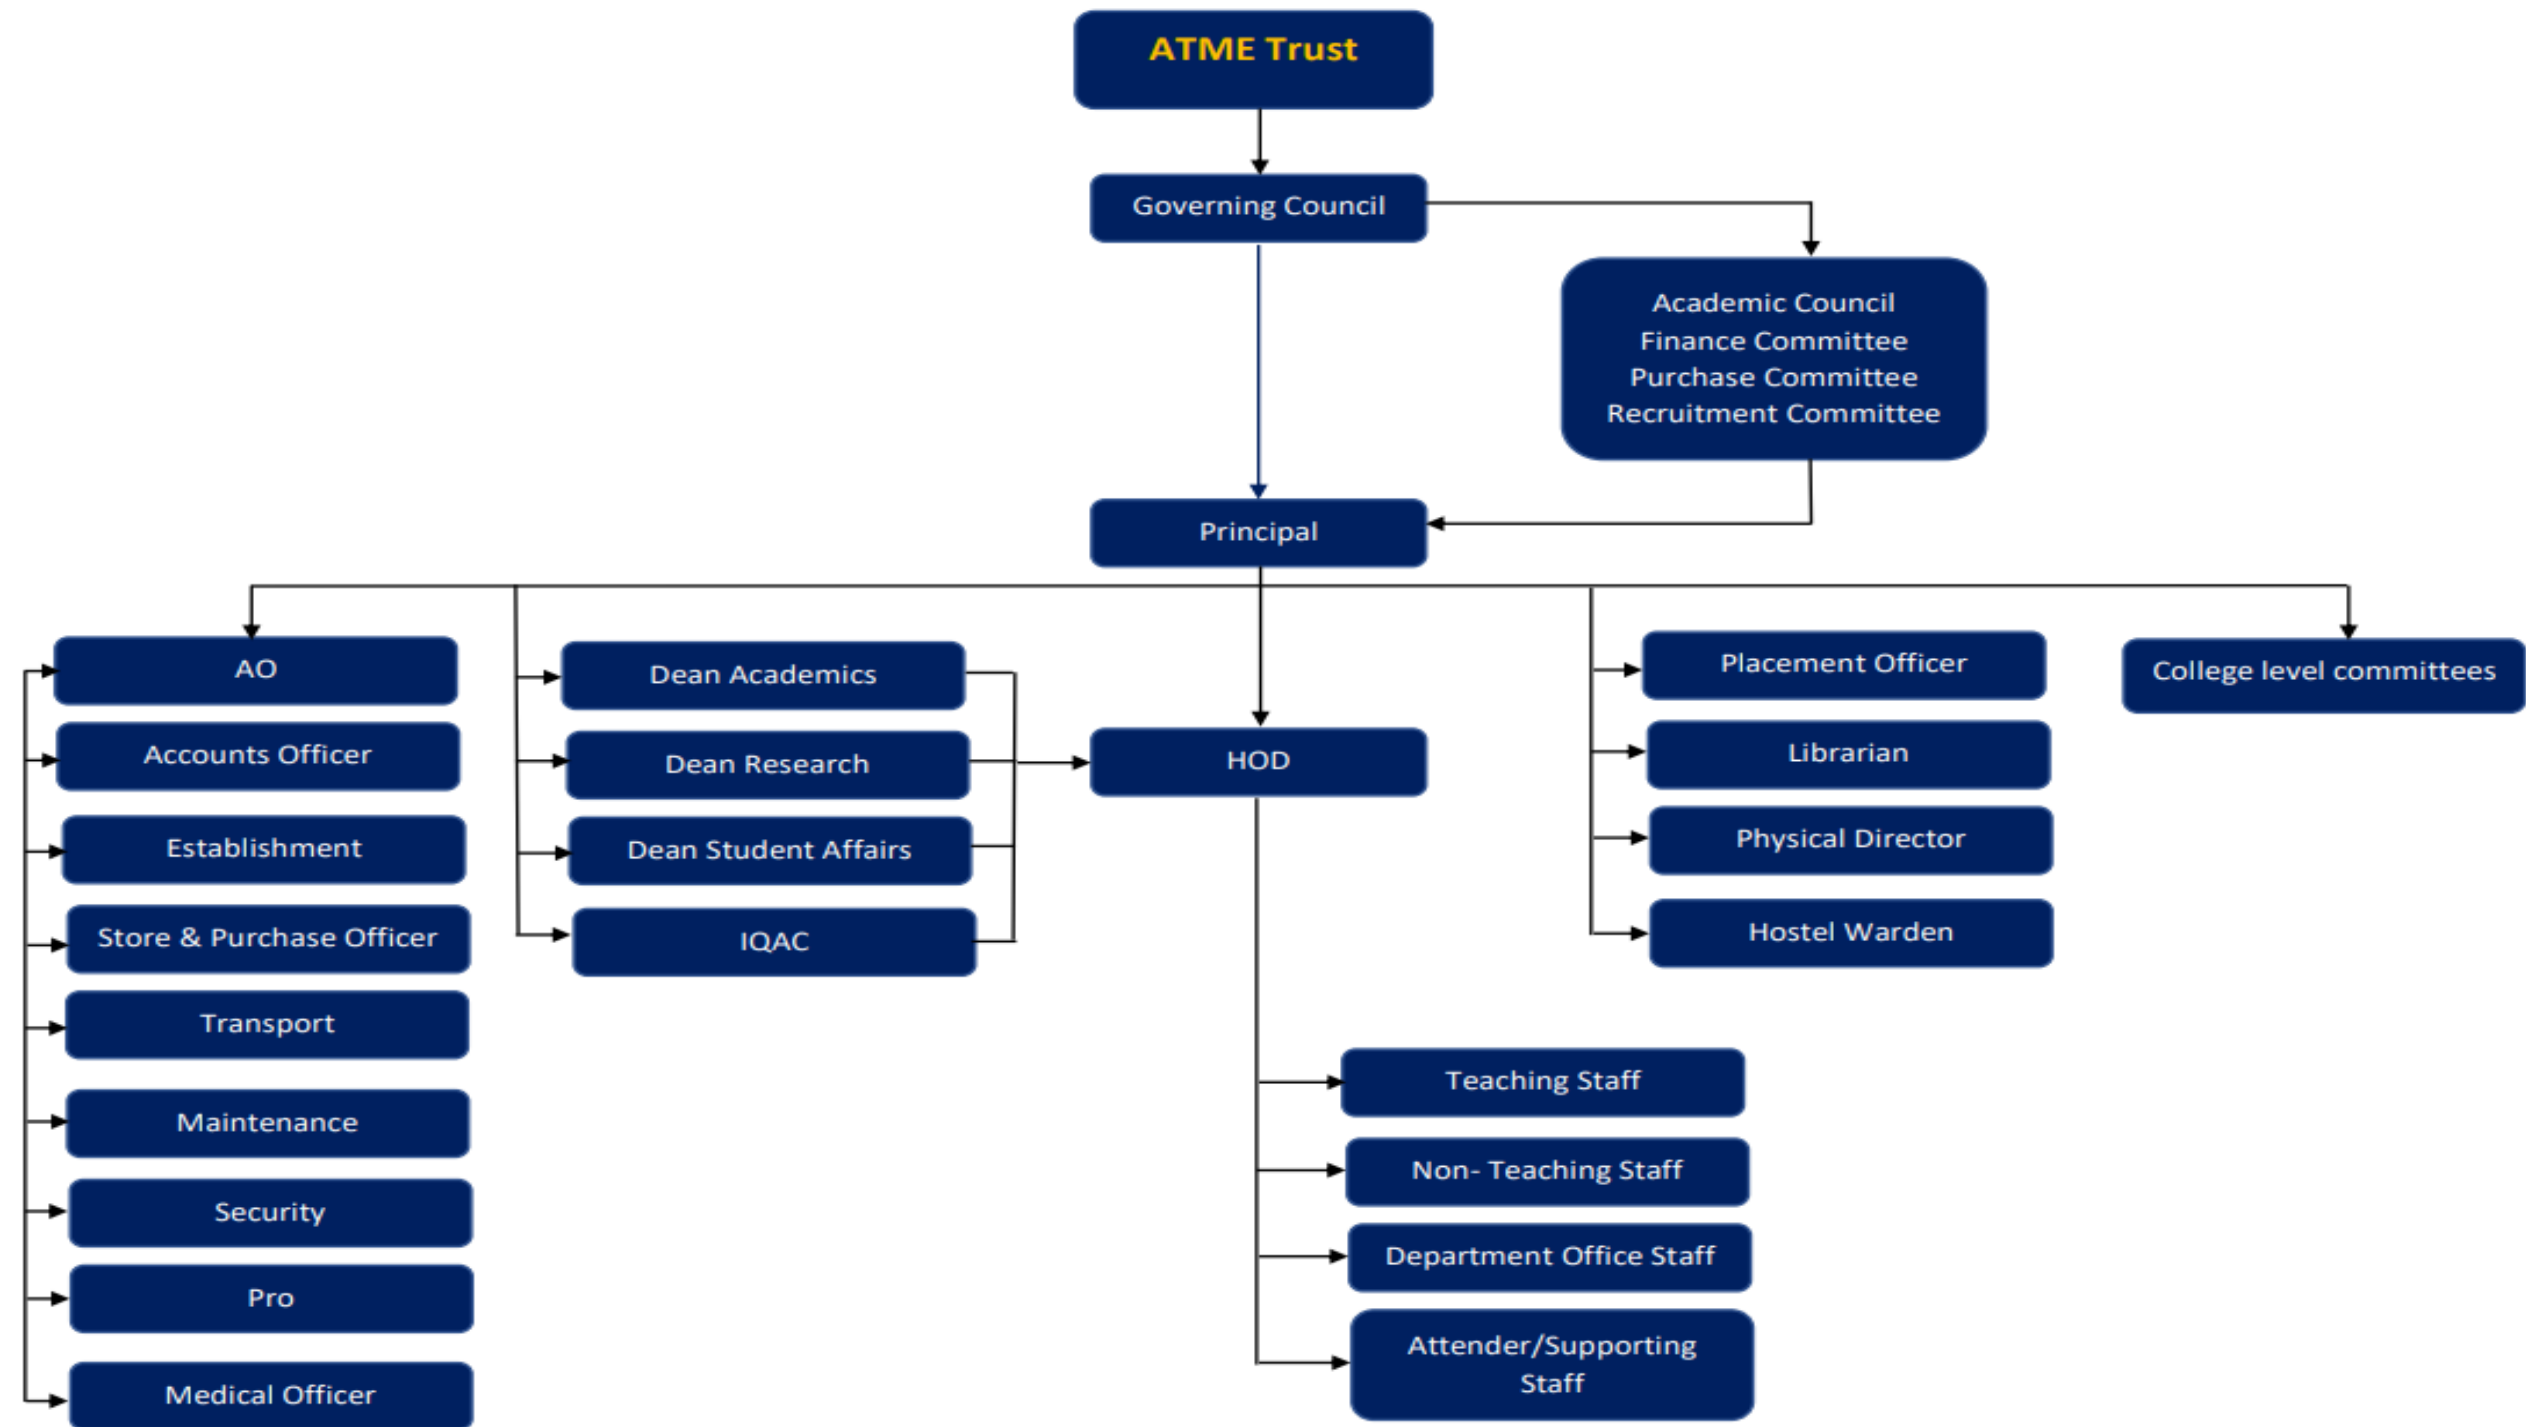 ATME Trust
Governing Council
Academic Council
Finance Committee
Purchase Committee
Recruitment Committee
Principal
AO
Accounts Officer
Establishment
Store & Purchase Officer
Transport
Maintenance
Security
Pro
Medical Officer
Dean Academics
Dean Research
Dean Student Affairs
IQAC
HOD
Teaching Staff
Non- Teaching Staff
Department Office Staff
Attender/Supporting
Staff
Placement Officer
Librarian
Physical Director
Hostel Warden
College level committees